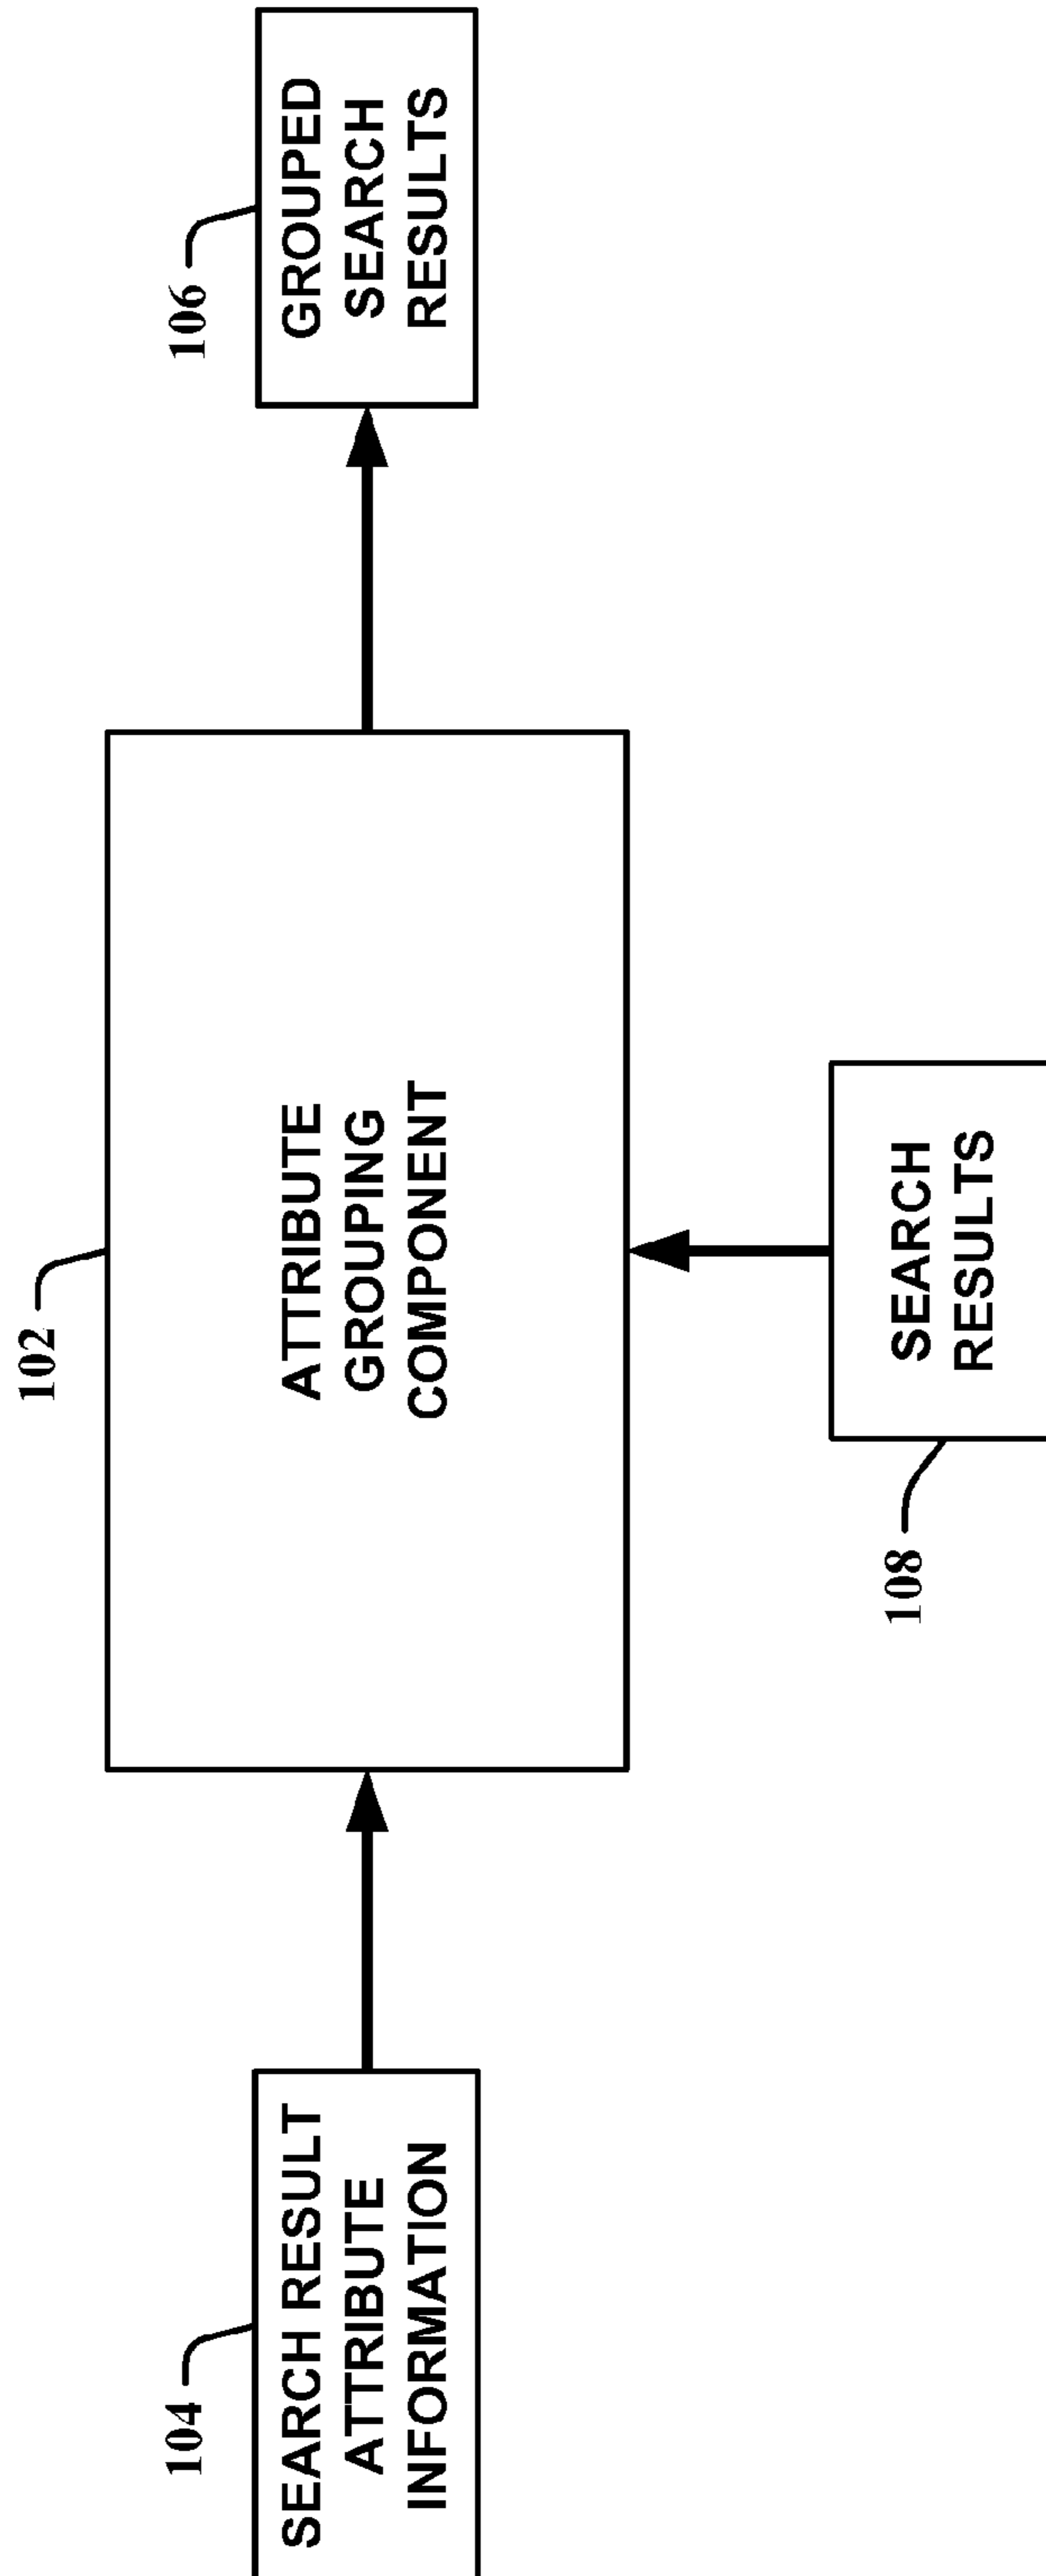 102
ATTRIBUTE
GROUPING
COMPONENT
104
SEARCH RESULT
ATTRIBUTE
INFORMATION
106
GROUPED
SEARCH
RESULTS
108
SEARCH
RESULTS